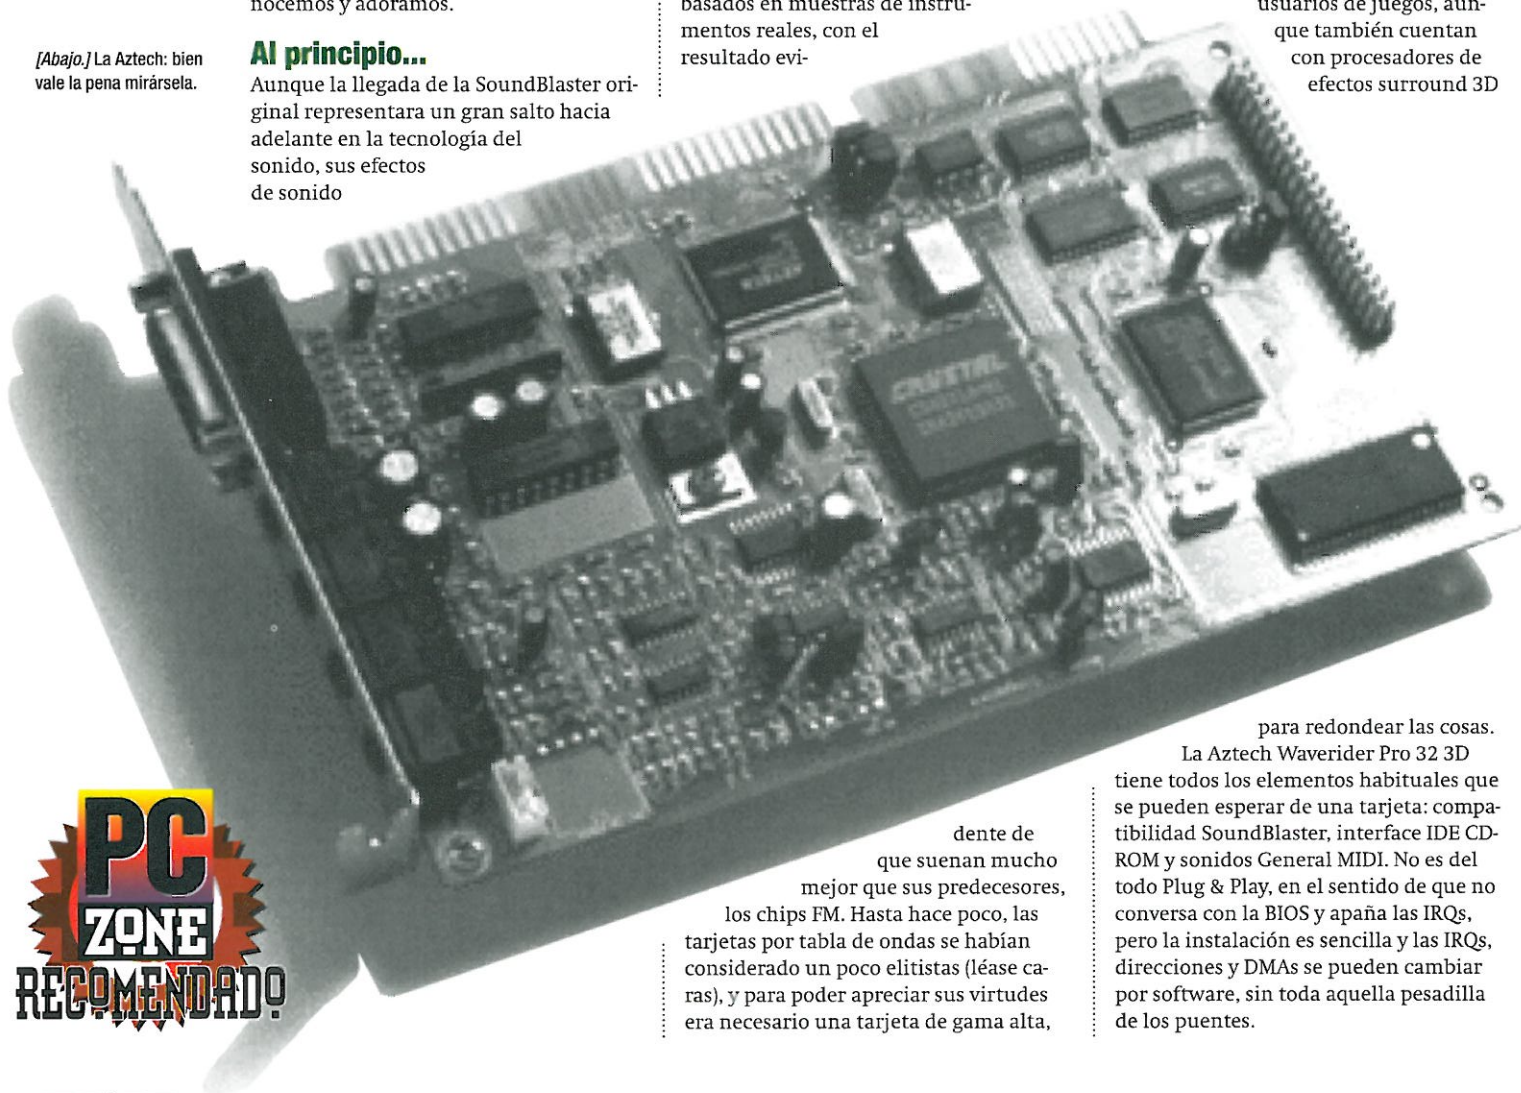 nocemos y adoramos.
[Abajo.] La Aztech: bien
vale la pena mirársela.
Al principio...
Aunque la llegada de la SoundBlaster ori-
ginal representara un gran salto hacia
adelante en la tecnología del
sonido, sus efectos
de sonido
basados en muestras de instru-
mentos reales, con el
resultado evi-
dente de
que suenan mucho
mejor que sus predecesores,
los chips FM. Hasta hace poco, las
tarjetas por tabla de ondas se habían
considerado un poco elitistas (léase ca-
ras), y para poder apreciar sus virtudes
era necesario una tarjeta de gama alta,
usuarios de juegos, aun-
que también cuentan
con procesadores de
efectos surround 3D
para redondear las cosas.
La Aztech Waverider Pro 32 3D
tiene todos los elementos habituales que
se pueden esperar de una tarjeta: compa-
tibilidad SoundBlaster, interface IDE CD-
ROM y sonidos General MIDI. No es del
todo Plug & Play, en el sentido de que no
conversa con la BIOS y apaña las IRQs,
pero la instalación es sencilla y las IRQs,
direcciones y DMAs se pueden cambiar
por software, sin toda aquella pesadilla
de los puentes.
CRYSTAL
PC
ZONE
RECOMENDADO